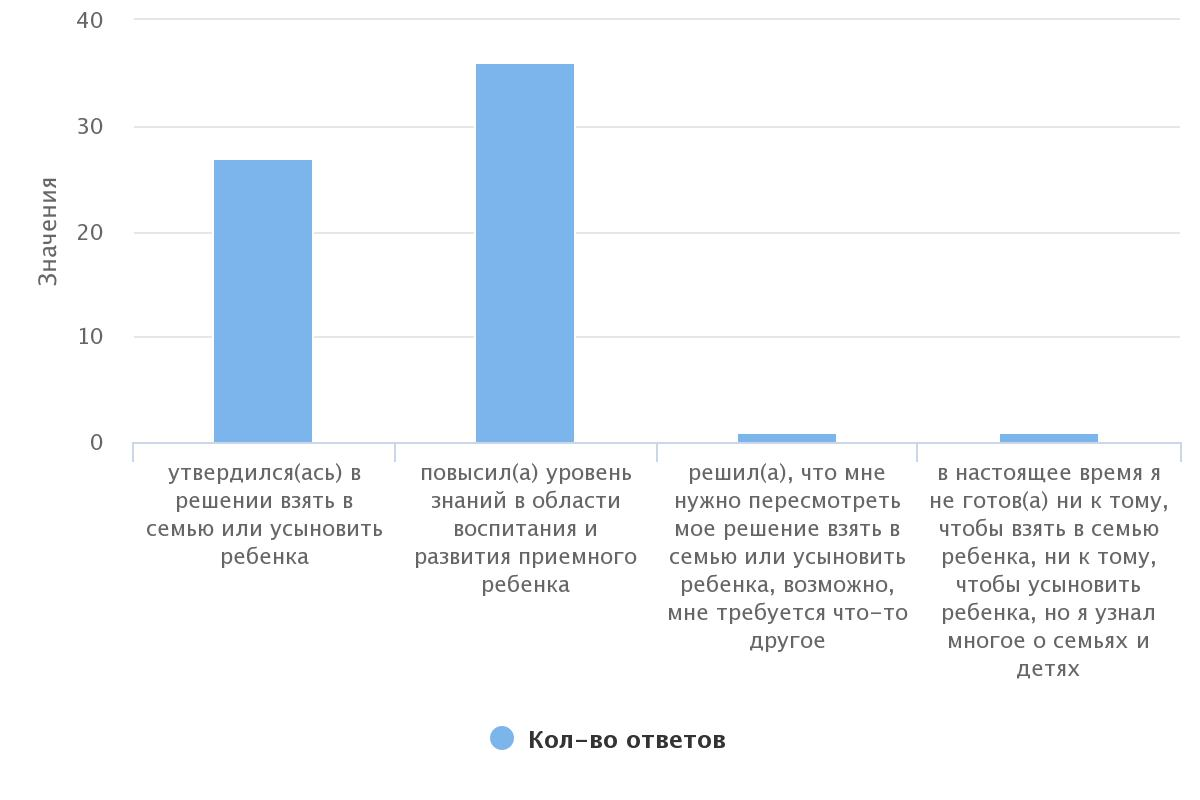 40
30
20
10
0
Значения
утвердился(ась) в
решении взять в
семью или усыновить
ребенка
повысил(а) уровень
знаний в области
воспитания и
развития приемного
ребенка
решил(а), что мне
нужно пересмотреть
мое решение взять в
семью или усыновить
ребенка, возможно,
мне требуется что-то
другое
в настоящее время я
не готов(а) ни к тому,
чтобы взять в семью
ребенка, ни к тому,
чтобы усыновить
ребенка, но я узнал
многое о семьях и
детях
Кол-во ответов